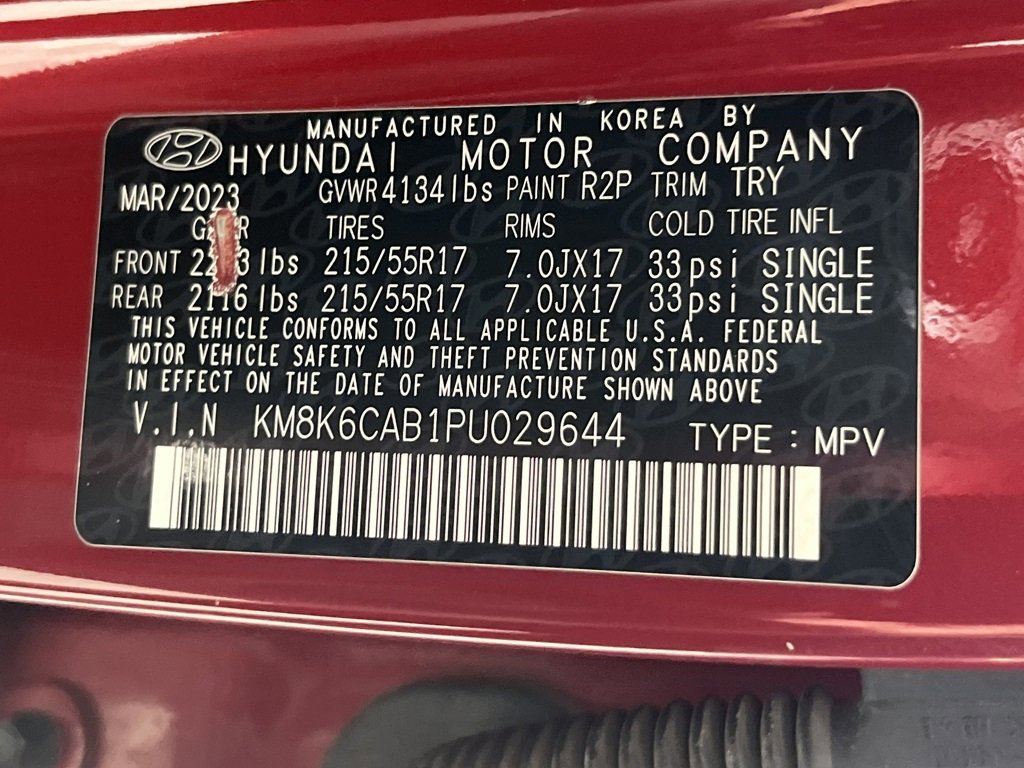 MANUFACTURED IN KOREA BY
HYUNDAI MOTOR COMPANY
MAR/2023 GVWR 4134lbs PAINT R2P TRIM TRY
TIRES RIMS COLD TIRE INFL
FRONT lbs 215/55R17 7.0JX17 33psi SINGLE
REAR 2116 lbs 215/55R17 7.0JX17 33psi SINGLE
THIS VEHICLE CONFORMS TO ALL APPLICABLE U.S.A. FEDERAL
MOTOR VEHICLE SAFETY AND THEFT PREVENTION STANDARDS
IN EFFECT ON THE DATE OF MANUFACTURE SHOWN ABOVE
V.I.N KM8K6CAB1PU029644 TYPE : MPV